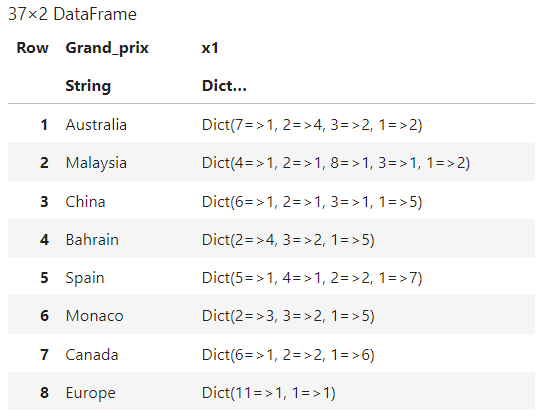 37×2 DataFrame
Row Grand_prix x1
String Dict…
1 Australia Dict(7=>1, 2=>4, 3=>2, 1=>2)
2 Malaysia Dict(4=>1, 2=>1, 8=>1, 3=>1, 1=>2)
3 China Dict(6=>1, 2=>1, 3=>1, 1=>5)
4 Bahrain Dict(2=>4, 3=>2, 1=>5)
5 Spain Dict(5=>1, 4=>1, 2=>2, 1=>7)
6 Monaco Dict(2=>3, 3=>2, 1=>5)
7 Canada Dict(6=>1, 2=>2, 1=>6)
8 Europe Dict(11=>1, 1=>1)